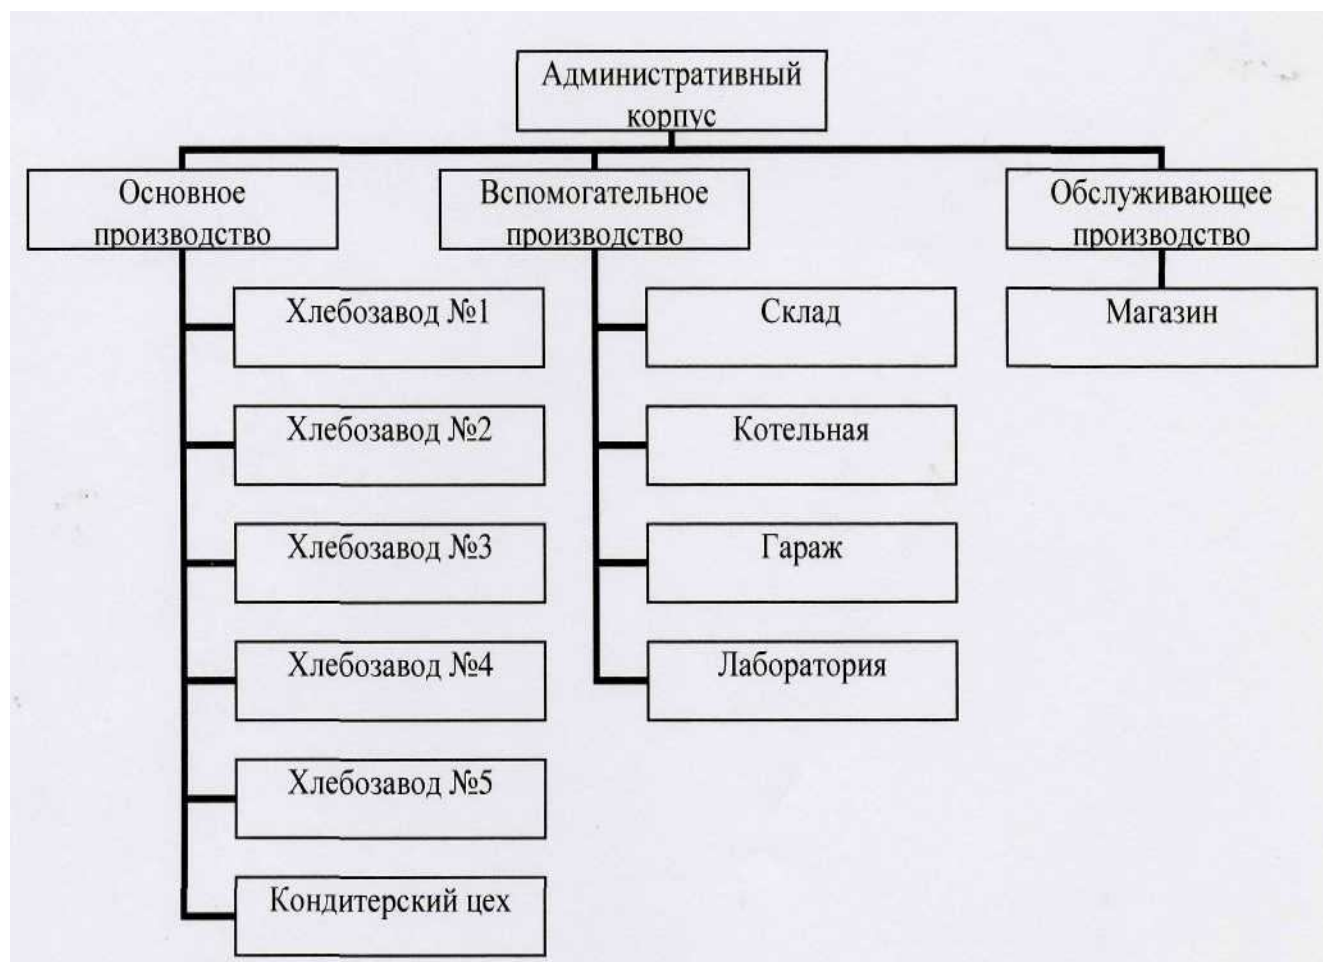 Административный
корпус
Основное
производство
Вспомогательное
производство
Обслуживающее
производство
Хлебозавод №1
Склад
Магазин
Хлебозавод №2
Котельная
Хлебозавод №3
Гараж
Хлебозавод №4
Лаборатория
Хлебозавод №5
Кондитерский цех